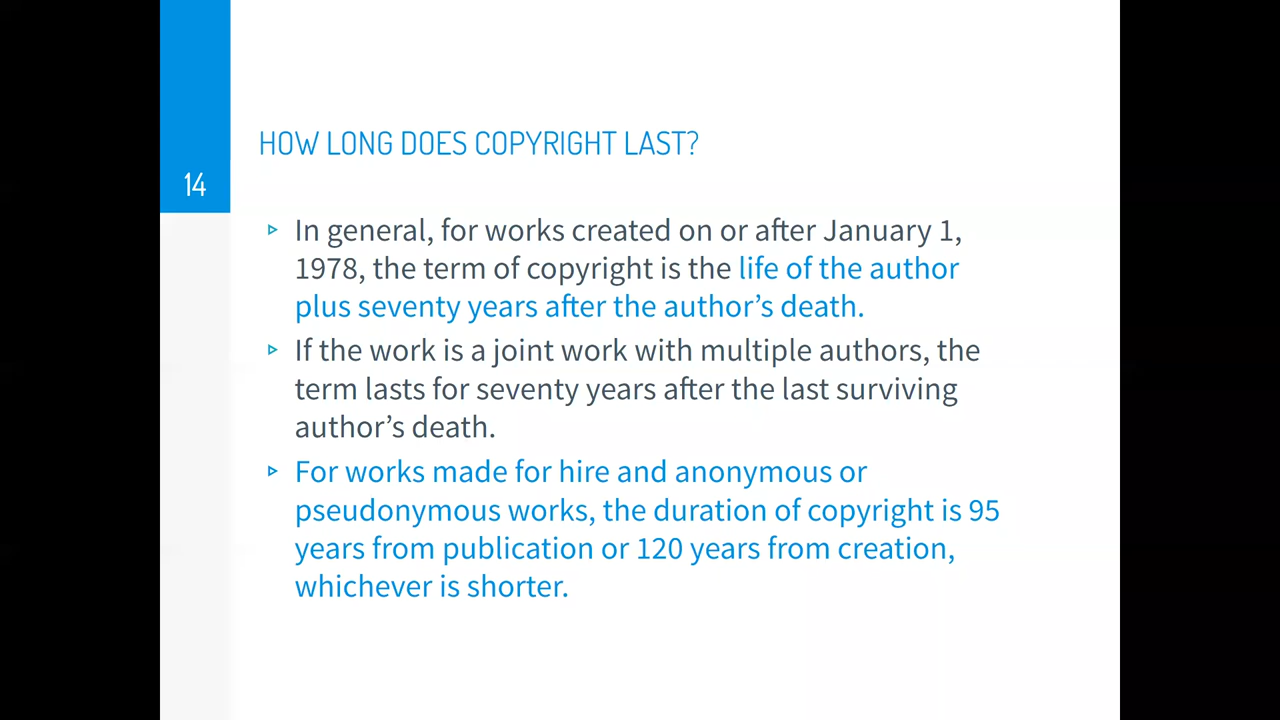 HOW LONG DOES COPYRIGHT LAST?
14
▹ In general, for works created on or after January 1,
1978, the term of copyright is the life of the author
plus seventy years after the author’s death.
▹ If the work is a joint work with multiple authors, the
term lasts for seventy years after the last surviving
author’s death.
▹ For works made for hire and anonymous or
pseudonymous works, the duration of copyright is 95
years from publication or 120 years from creation,
whichever is shorter.